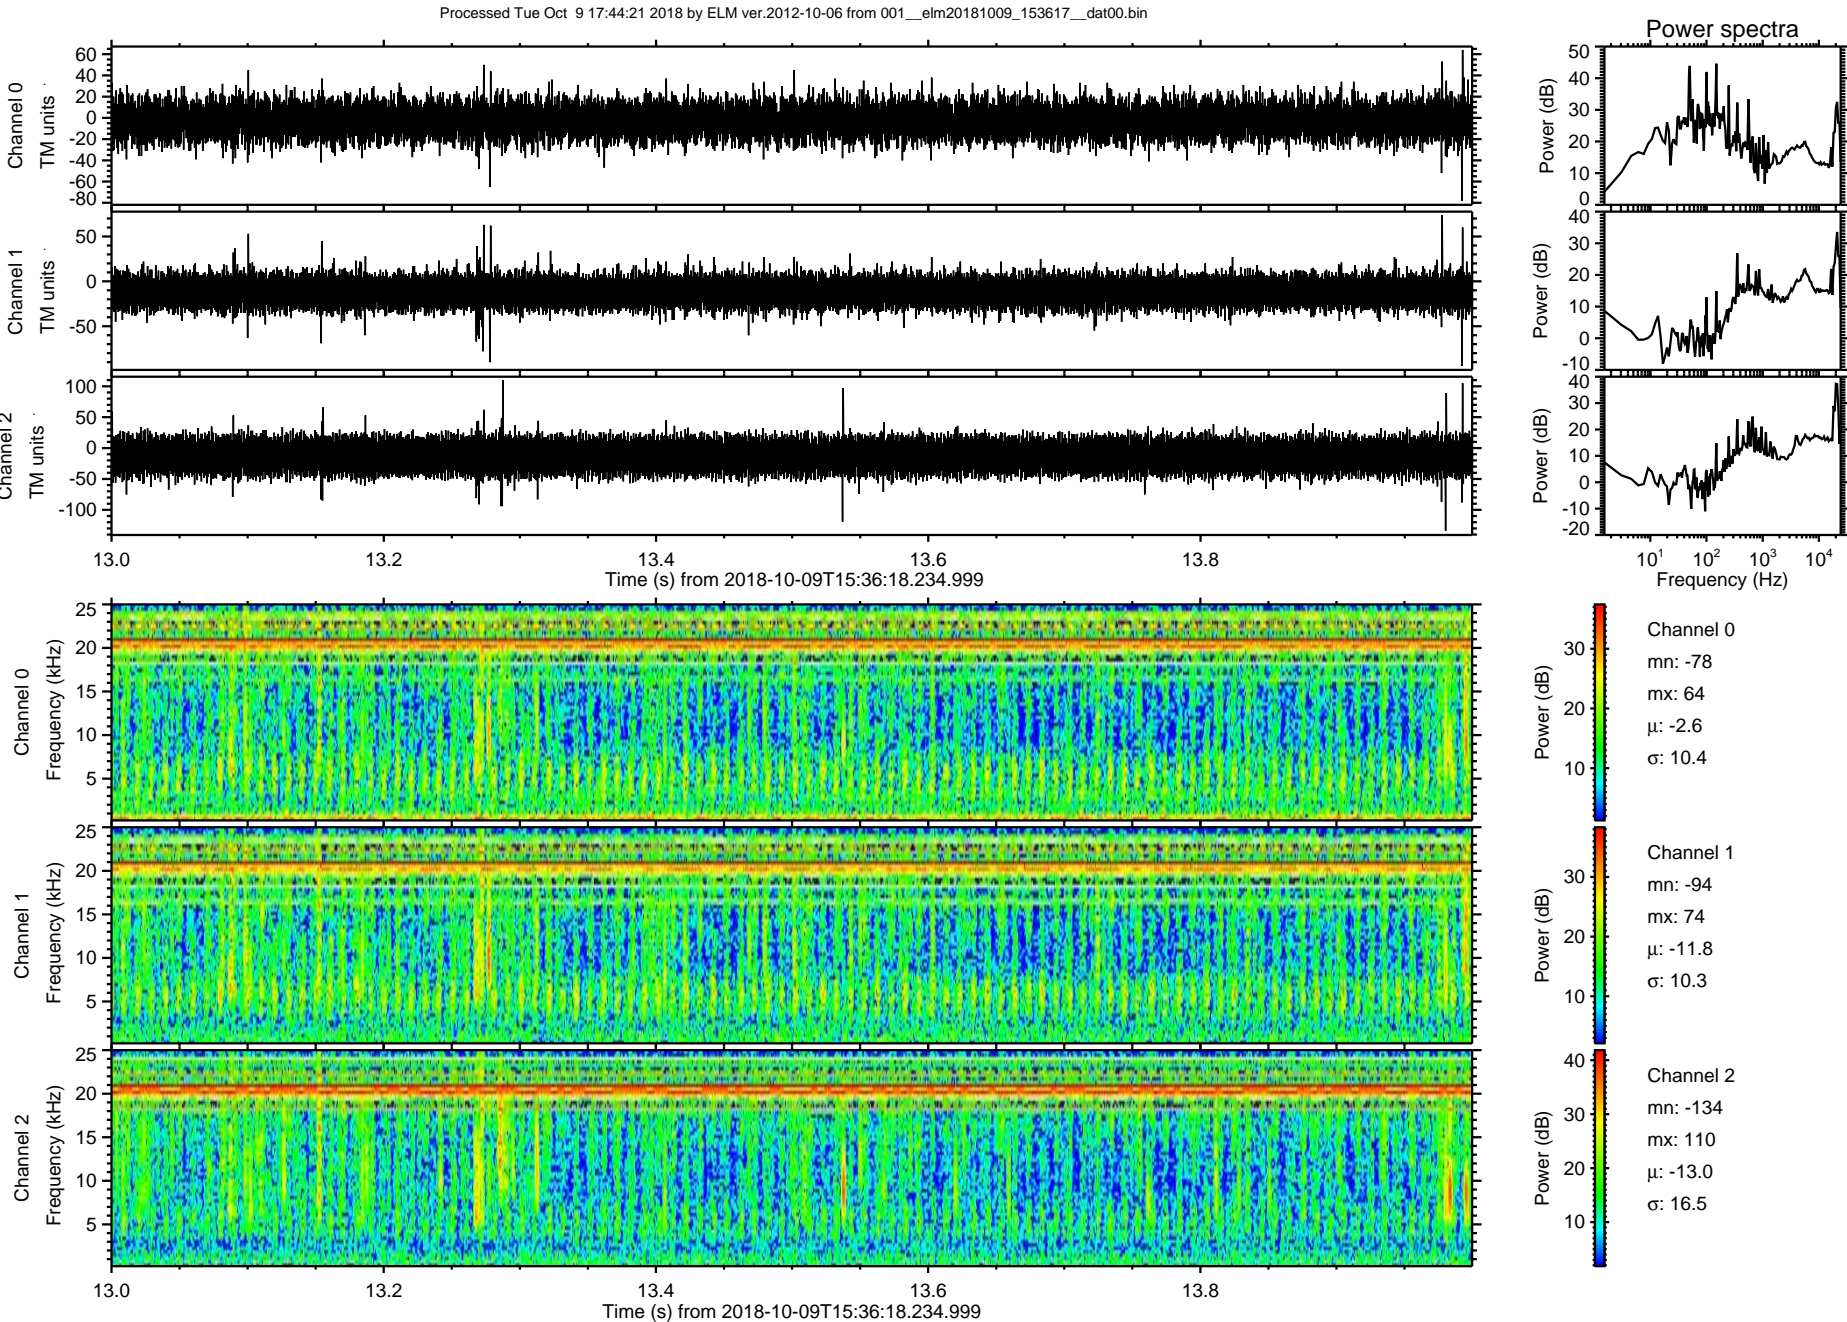 Processed Tue Oct  9 17:44:21 2018 by ELM ver.2012-10-06 from 001__elm20181009_153617__dat00.bin
Power spectra
Channel 0
TM units
60
40
20
0
-20
-40
-60
-80
Power (dB)
50
40
30
20
10
0
Channel 1
TM units
50
0
-50
Power (dB)
40
30
20
10
0
-10
Channel 2
TM units
100
50
0
-50
-100
Power (dB)
40
30
20
10
0
-10
-20
13.0 13.2 13.4 13.6 13.8
Time (s) from 2018-10-09T15:36:18.234.999
10¹ 10² 10³ 10⁴
Frequency (Hz)
Channel 0
Frequency (kHz)
25
20
15
10
5
Power (dB)
30
20
10
Channel 0
mn: -78
mx: 64
μ: -2.6
σ: 10.4
Channel 1
Frequency (kHz)
25
20
15
10
5
Power (dB)
30
20
10
Channel 1
mn: -94
mx: 74
μ: -11.8
σ: 10.3
Channel 2
Frequency (kHz)
25
20
15
10
5
Power (dB)
40
30
20
10
Channel 2
mn: -134
mx: 110
μ: -13.0
σ: 16.5
13.0 13.2 13.4 13.6 13.8
Time (s) from 2018-10-09T15:36:18.234.999